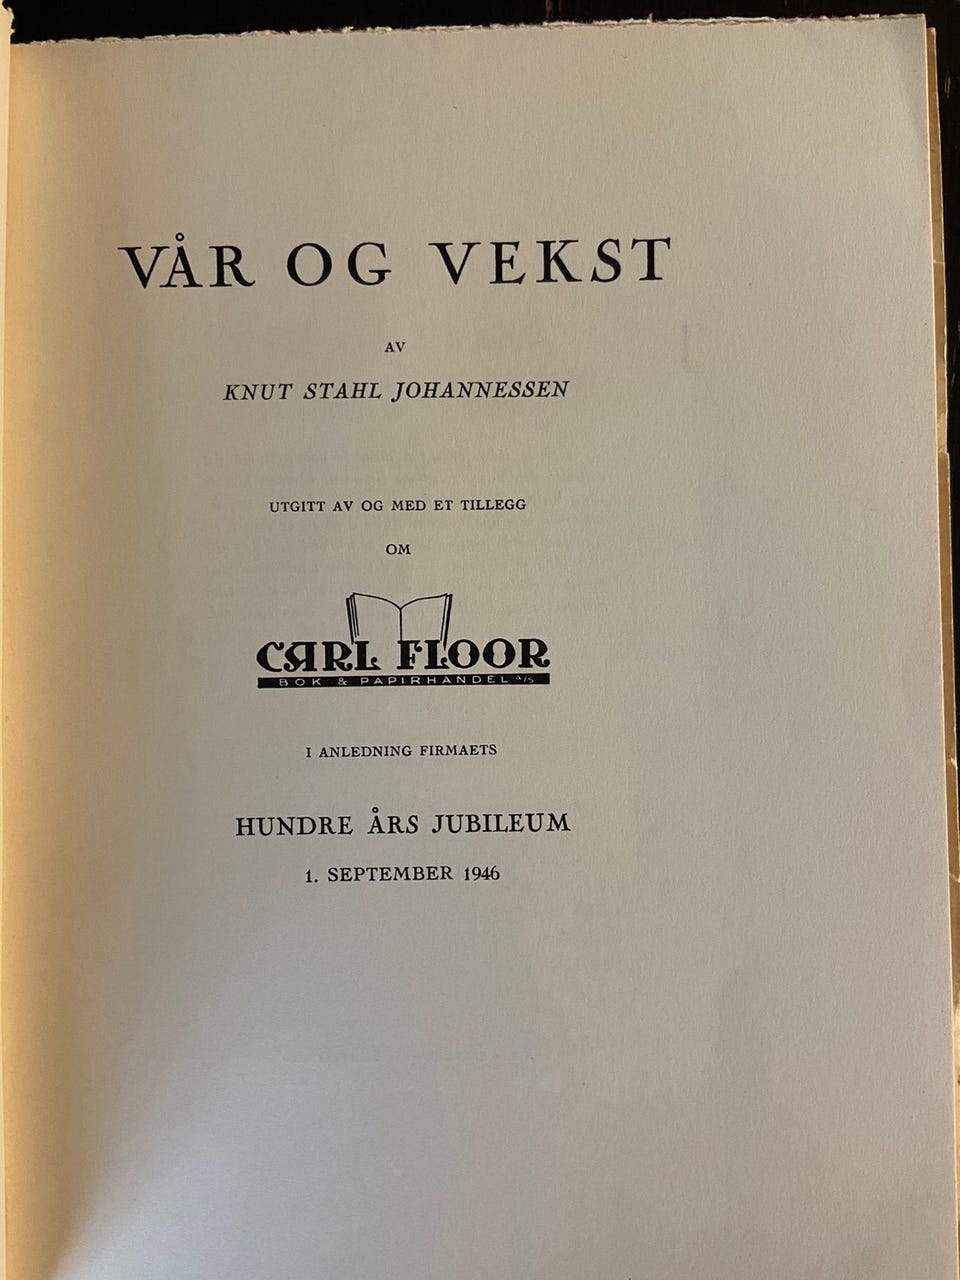 VÅR OG VEKST
AV
KNUT STAHL JOHANNESSEN
UTGITT AV OG MED ET TILLEGG
OM
CARL FLOOR
BOK & PAPIRHANDEL A/S
I ANLEDNING FIRMAETS
HUNDRE ÅRS JUBILEUM
1. SEPTEMBER 1946